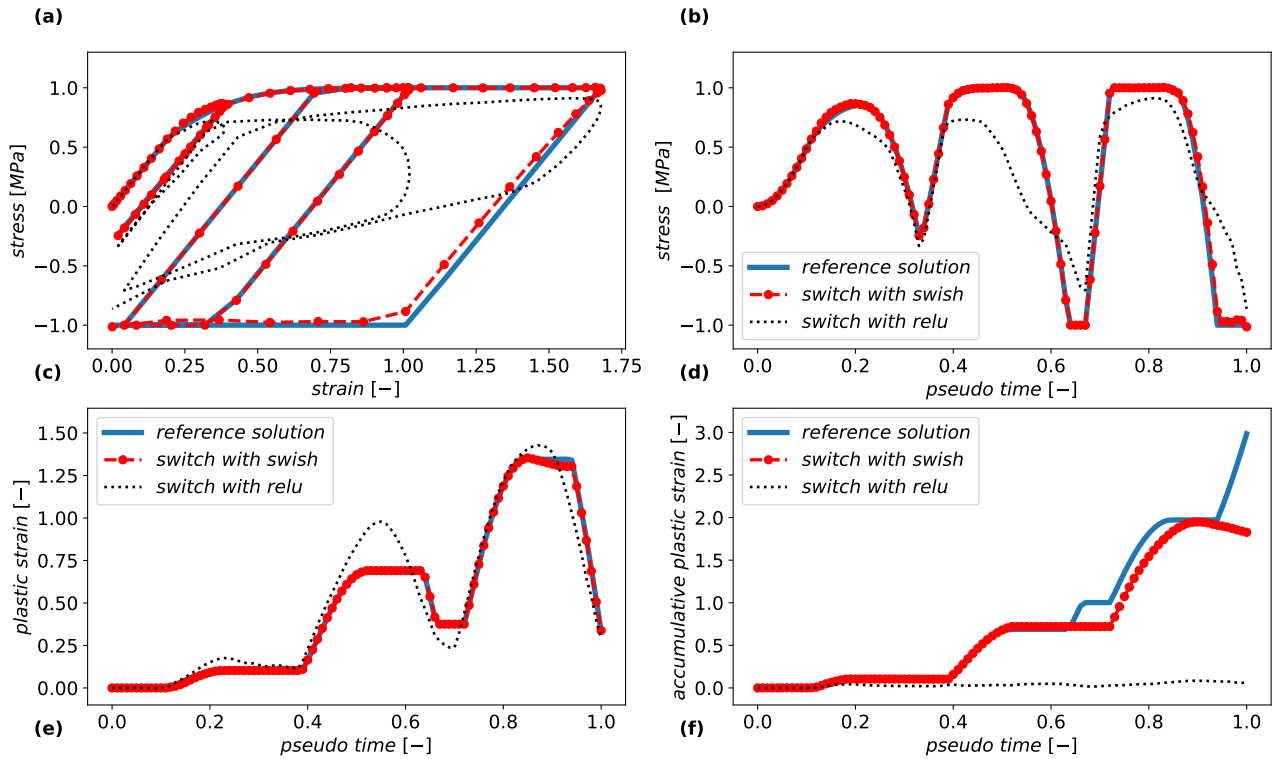 (a)
(b)
1.0
0.5
0.0
−0.5
−1.0
stress [MPa]
0.00 0.25 0.50 0.75 1.00 1.25 1.50 1.75
strain [−]
1.0
0.5
0.0
−0.5
−1.0
stress [MPa]
reference solution
switch with swish
switch with relu
0.0 0.2 0.4 0.6 0.8 1.0
pseudo time [−]
(c)
(d)
1.50
1.25
1.00
0.75
0.50
0.25
0.00
plastic strain [−]
reference solution
switch with swish
switch with relu
0.0 0.2 0.4 0.6 0.8 1.0
pseudo time [−]
3.0
2.5
2.0
1.5
1.0
0.5
0.0
accumulative plastic strain [−]
reference solution
switch with swish
switch with relu
0.0 0.2 0.4 0.6 0.8 1.0
pseudo time [−]
(e)
(f)